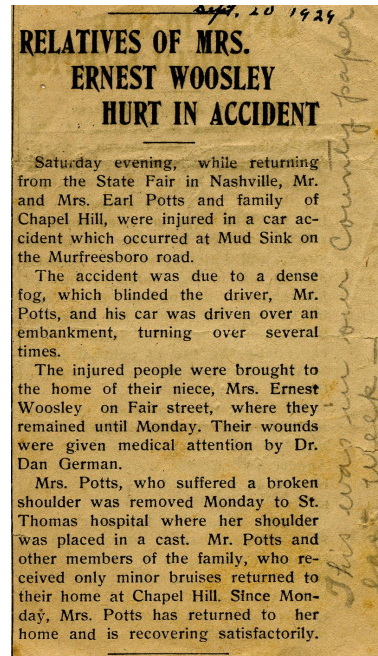 Sept. 20 1929
RELATIVES OF MRS.
ERNEST WOOSLEY
HURT IN ACCIDENT
Saturday evening, while returning
from the State Fair in Nashville, Mr.
and Mrs. Earl Potts and family of
Chapel Hill, were injured in a car ac-
cident which occurred at Mud Sink on
the Murfreesboro road.
The accident was due to a dense
fog, which blinded the driver, Mr.
Potts, and his car was driven over an
embankment, turning over several
times.
The injured people were brought to
the home of their niece, Mrs. Ernest
Woosley on Fair street, where they
remained until Monday. Their wounds
were given medical attention by Dr.
Dan German.
Mrs. Potts, who suffered a broken
shoulder was removed Monday to St.
Thomas hospital where her shoulder
was placed in a cast. Mr. Potts and
other members of the family, who re-
ceived only minor bruises returned to
their home at Chapel Hill. Since Mon-
day, Mrs. Potts has returned to her
home and is recovering satisfactorily.
This was in our County paper
last week